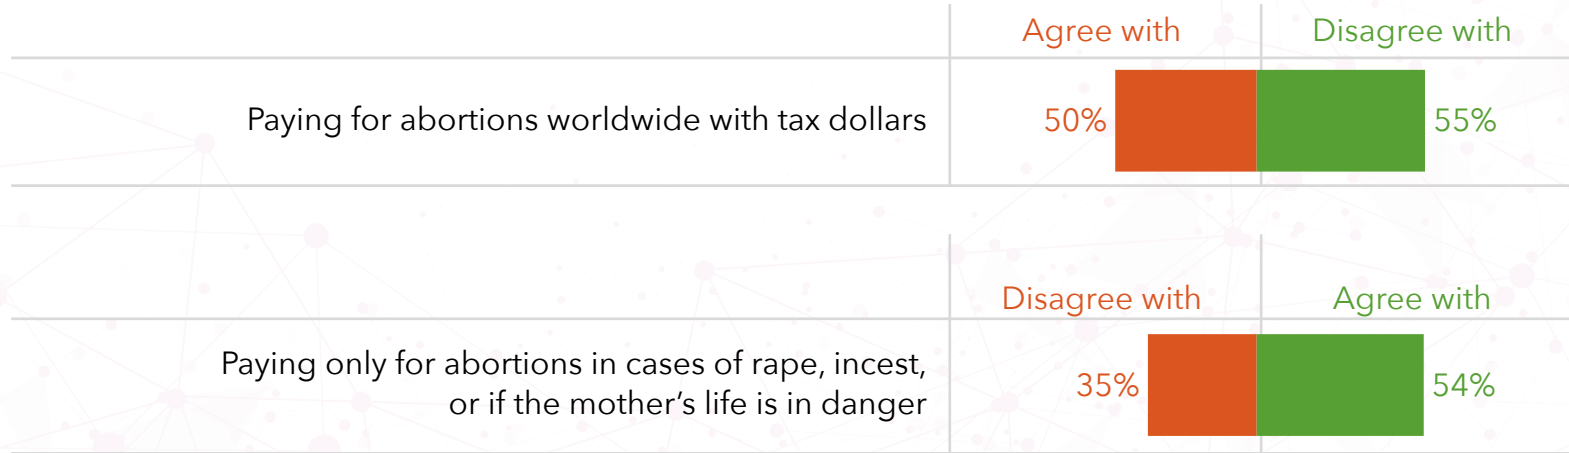 Agree with Disagree with
Paying for abortions worldwide with tax dollars 50% 55%
Disagree with Agree with
Paying only for abortions in cases of rape, incest,
or if the mother’s life is in danger 35% 54%